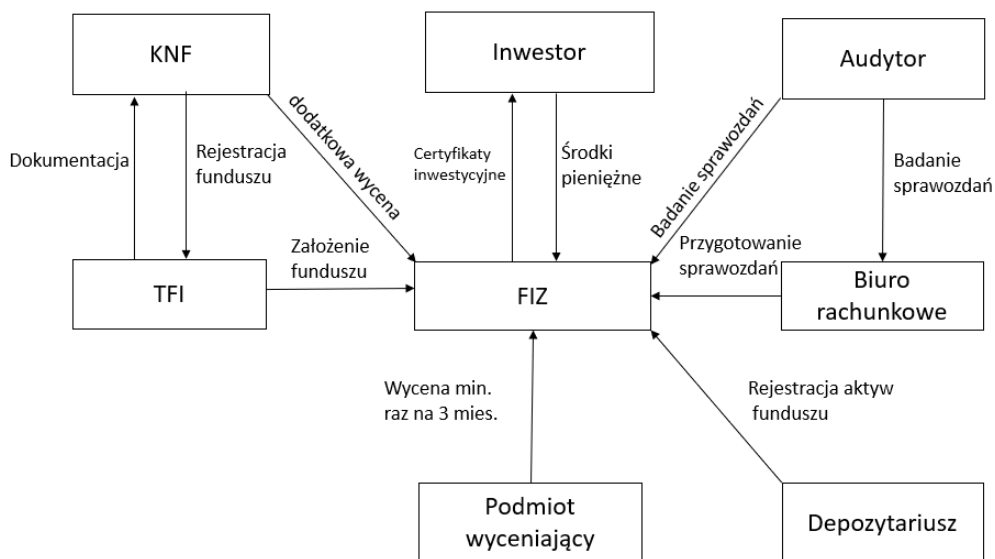 KNF
Inwestor
Audytor
Dokumentacja
Rejestracja
funduszu
dodatkowa wycena
Certyfikaty
inwestycyjne
Środki
pieniężne
Badanie sprawozdań
Badanie
sprawozdań
Założenie
funduszu
Przygotowanie
sprawozdań
TFI
FIZ
Biuro
rachunkowe
Wycena min.
raz na 3 mies.
Rejestracja aktyw
funduszu
Podmiot
wyceniający
Depozytariusz